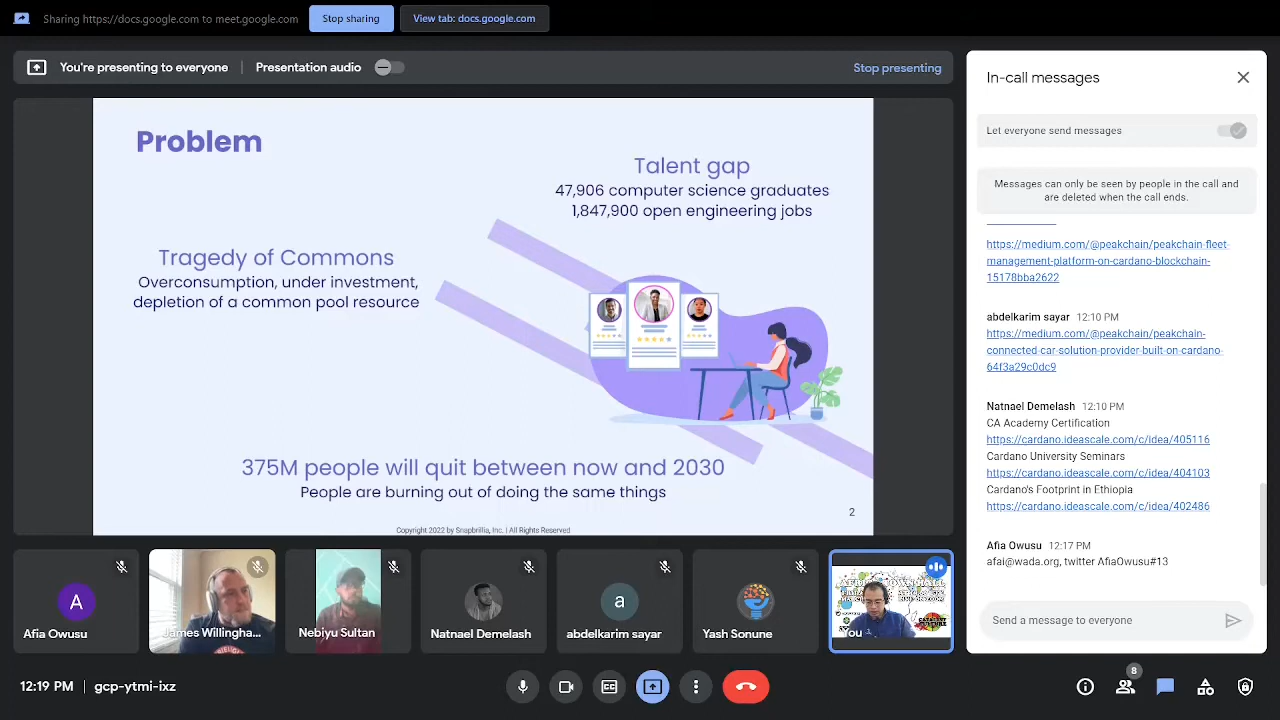 Sharing https://docs.google.com to meet.google.com
Stop sharing
View tab: docs.google.com
You're presenting to everyone
Presentation audio
Stop presenting
Problem
Talent gap
47,906 computer science graduates
1,847,900 open engineering jobs
Tragedy of Commons
Overconsumption, under investment,
depletion of a common pool resource
375M people will quit between now and 2030
People are burning out of doing the same things
2
Copyright 2022 by Snapbrillia, Inc. | All Rights Reserved
A
Afia Owusu
James Willingha...
Nebiyu Sultan
Natnael Demelash
a
abdelkarim sayar
Yash Sonune
You
12:19 PM
gcp-ytmi-ixz
In-call messages
Let everyone send messages
Messages can only be seen by people in the call and
are deleted when the call ends.
https://medium.com/@peakchain/peakchain-fleet-
management-platform-on-cardano-blockchain-
15178bba2622
abdelkarim sayar 12:10 PM
https://medium.com/@peakchain/peakchain-
connected-car-solution-provider-built-on-cardano-
64f3a29c0dc9
Natnael Demelash 12:10 PM
CA Academy Certification
https://cardano.ideascale.com/c/idea/405116
Cardano University Seminars
https://cardano.ideascale.com/c/idea/404103
Cardano's Footprint in Ethiopia
https://cardano.ideascale.com/c/idea/402486
Afia Owusu 12:17 PM
afai@wada.org, twitter AfiaOwusu#13
Send a message to everyone
8